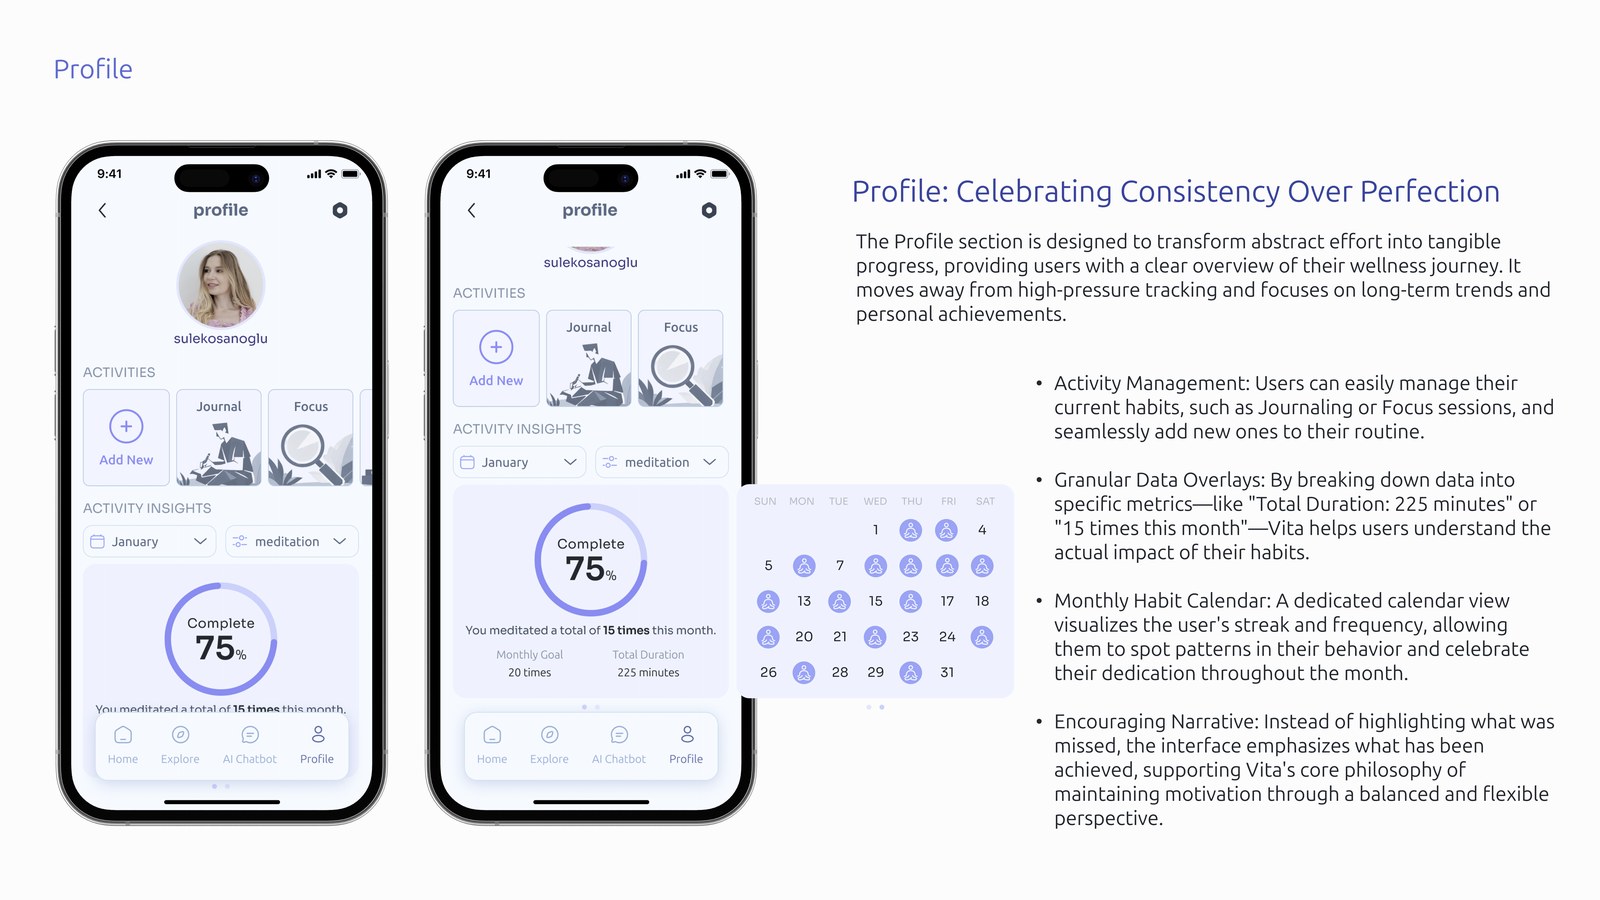 Profile
9:41
profile
sulekosanoglu
ACTIVITIES
Add New
Journal
Focus
ACTIVITY INSIGHTS
January
meditation
Complete
75%
You meditated a total of 15 times this month.
Home
Explore
AI Chatbot
Profile
9:41
profile
sulekosanoglu
ACTIVITIES
Add New
Journal
Focus
ACTIVITY INSIGHTS
January
meditation
Complete
75%
You meditated a total of 15 times this month.
Monthly Goal
Total Duration
20 times
225 minutes
Home
Explore
AI Chatbot
Profile
SUN MON TUE WED THU FRI SAT
1 4
5 7
13 15 17 18
20 21 23 24
26 28 29 31
Profile: Celebrating Consistency Over Perfection
The Profile section is designed to transform abstract effort into tangible
progress, providing users with a clear overview of their wellness journey. It
moves away from high-pressure tracking and focuses on long-term trends and
personal achievements.
• Activity Management: Users can easily manage their
current habits, such as Journaling or Focus sessions, and
seamlessly add new ones to their routine.
• Granular Data Overlays: By breaking down data into
specific metrics—like "Total Duration: 225 minutes" or
"15 times this month"—Vita helps users understand the
actual impact of their habits.
• Monthly Habit Calendar: A dedicated calendar view
visualizes the user's streak and frequency, allowing
them to spot patterns in their behavior and celebrate
their dedication throughout the month.
• Encouraging Narrative: Instead of highlighting what was
missed, the interface emphasizes what has been
achieved, supporting Vita's core philosophy of
maintaining motivation through a balanced and flexible
perspective.